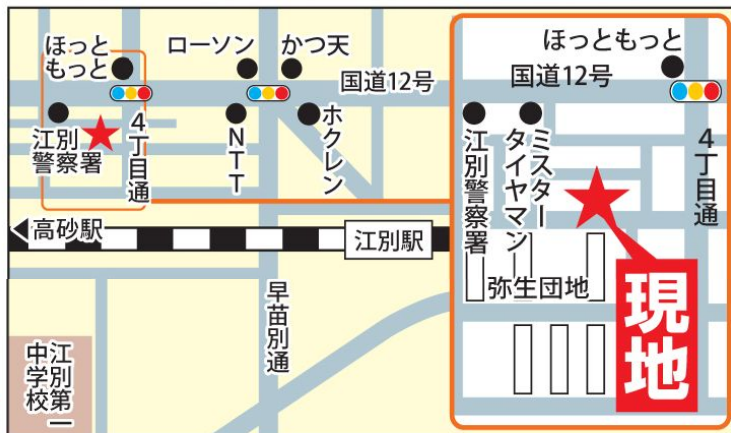 ほっと
もっと
ローソン
かつ天
国道12号
江別
警察署
4丁目通
NTT
ホクレン
高砂駅
江別駅
早苗別通
江別第一
中学校
ほっともっと
国道12号
江別警察署
ミスター
タイヤマン
4丁目通
弥生団地
現地